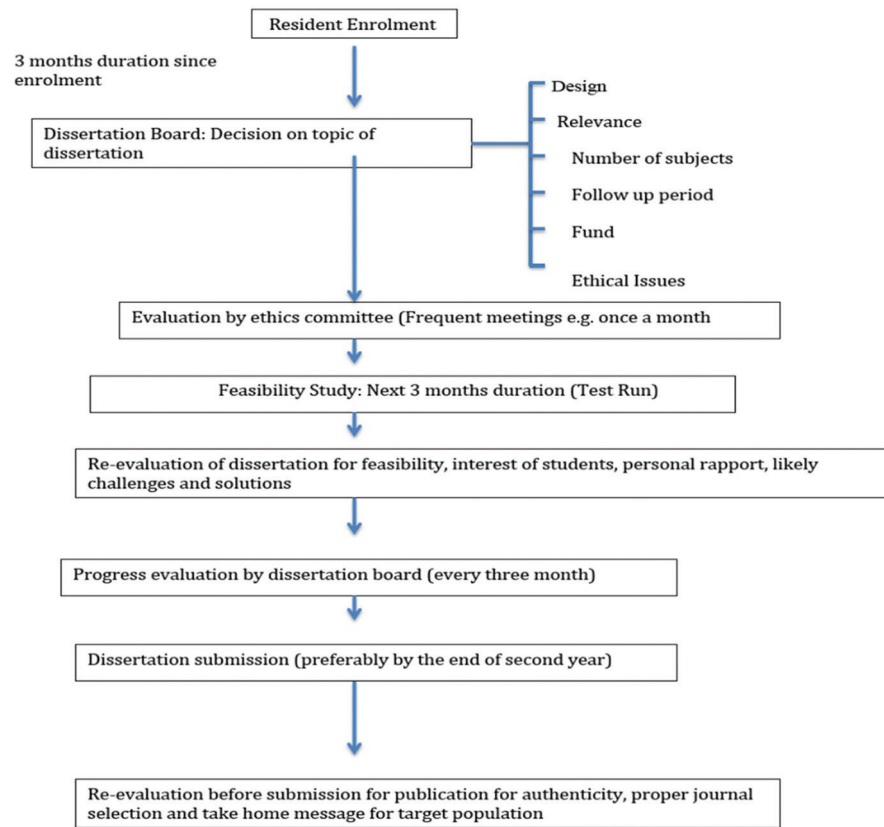 Resident Enrolment
3 months duration since
enrolment
Design
Relevance
Dissertation Board: Decision on topic of
dissertation
Number of subjects
Follow up period
Fund
Ethical Issues
Evaluation by ethics committee (Frequent meetings e.g. once a month
Feasibility Study: Next 3 months duration (Test Run)
Re-evaluation of dissertation for feasibility, interest of students, personal rapport, likely
challenges and solutions
Progress evaluation by dissertation board (every three month)
Dissertation submission (preferably by the end of second year)
Re-evaluation before submission for publication for authenticity, proper journal
selection and take home message for target population